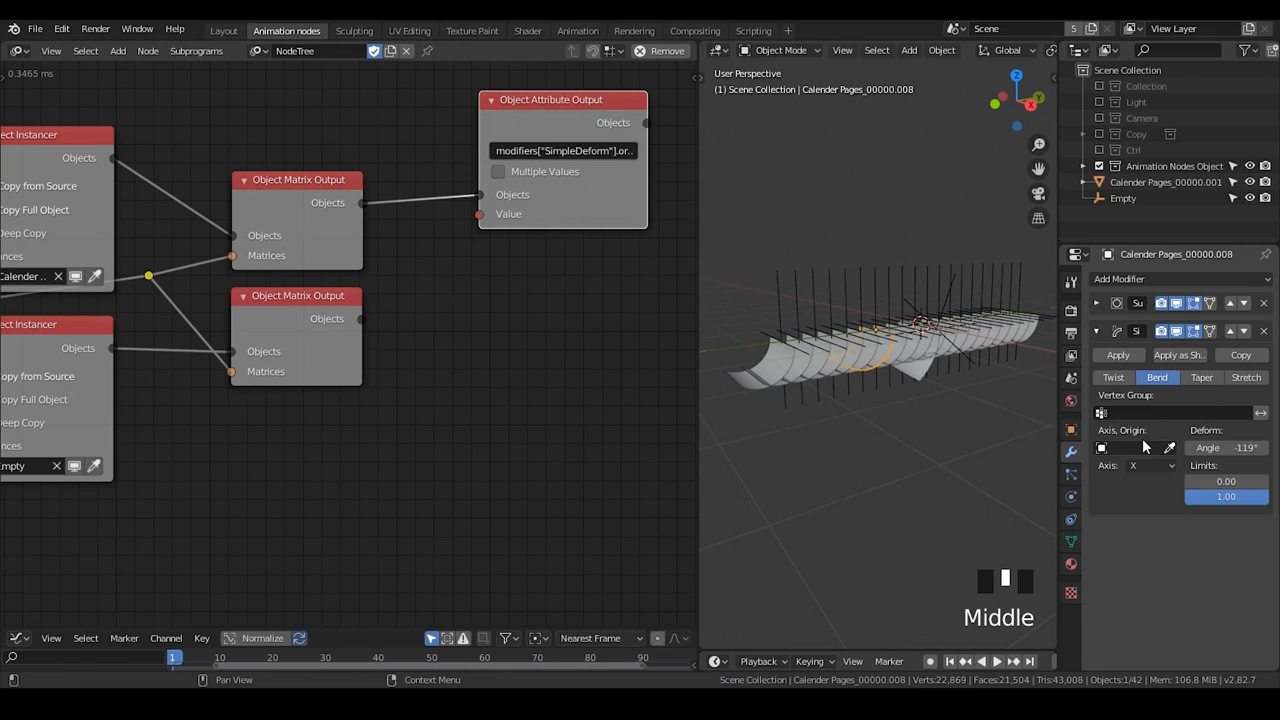 File Edit Render Window Help Layout Animation nodes Sculpting UV Editing Texture Paint Shader Animation Rendering Compositing Scripting + Scene 5 View Layer
View Select Add Node Subprograms NodeTree Remove Object Mode View Select Add Object Global
0.3465 ms
User Perspective
(1) Scene Collection | Calender Pages_00000.008
Z
Y
X
Scene Collection
Collection
Light
Camera
Copy
Ctrl
Animation Nodes Object
Calender Pages_00000.001
Empty
Object Attribute Output
Objects
modifiers["SimpleDeform"].or..
Multiple Values
Objects
Value
ect Instancer
Objects
Copy from Source
Copy Full Object
Deep Copy
ances
Calender ..
Object Matrix Output
Objects
Objects
Matrices
Object Matrix Output
Objects
Objects
Matrices
ect Instancer
Objects
Copy from Source
Copy Full Object
Deep Copy
ances
Empty
Calender Pages_00000.008
Add Modifier
Su
Si
Apply Apply as Sh.. Copy
Twist Bend Taper Stretch
Vertex Group:
Axis, Origin: Deform:
Angle -119°
Axis: X Limits:
0.00
1.00
Middle
View Select Marker Channel Key Normalize Nearest Frame
1 10 20 30 40 50 60 70 80 90
Playback Keying View Marker
Pan View Context Menu Scene Collection | Calender Pages_00000.008 | Verts:22,869 | Faces:21,504 | Tris:43,008 | Objects:1/42 | Mem: 106.8 MiB | v2.82.7